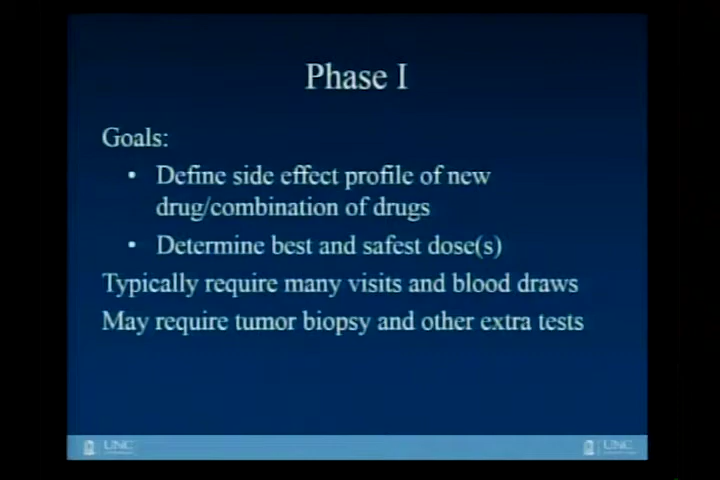 Phase I
Goals:
• Define side effect profile of new
drug/combination of drugs
• Determine best and safest dose(s)
Typically require many visits and blood draws
May require tumor biopsy and other extra tests
UNC
UNC